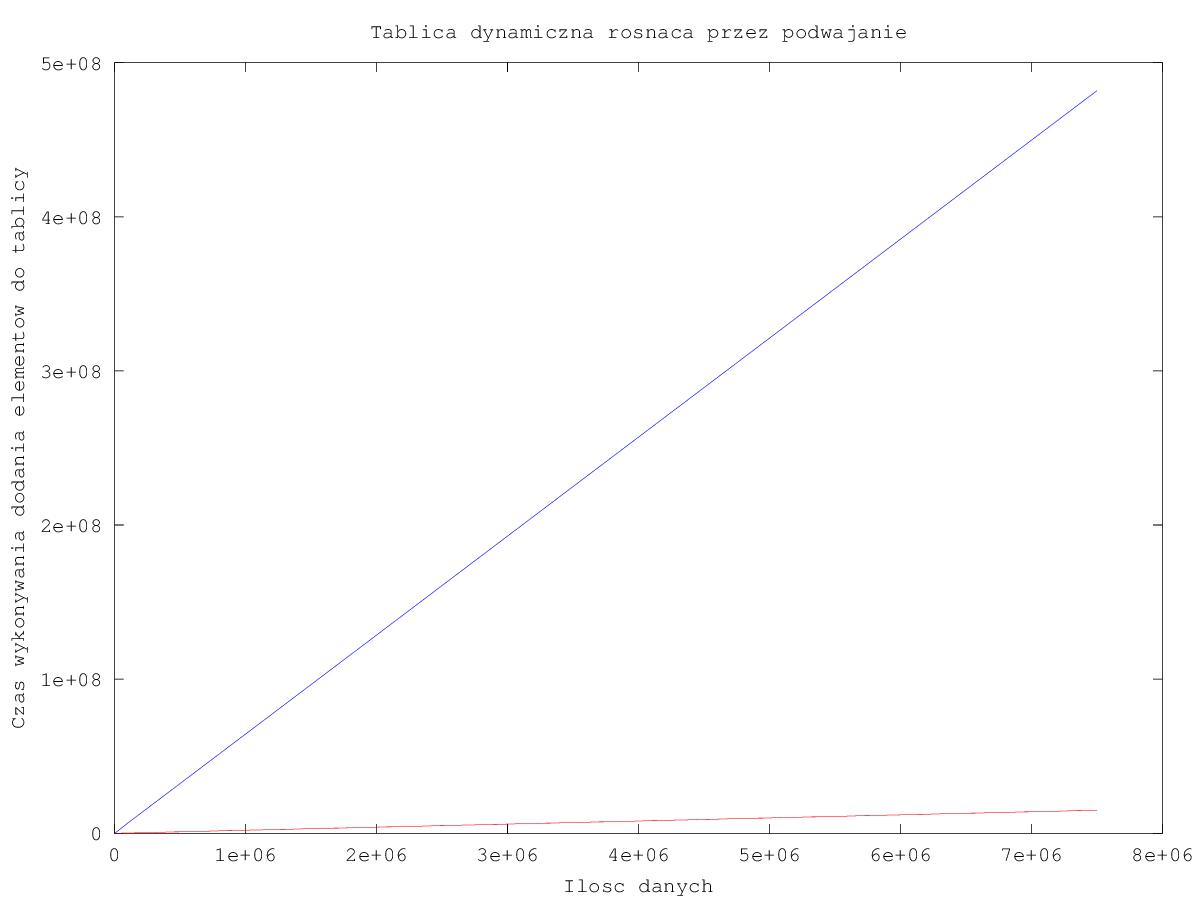 Tablica dynamiczna rosnaca przez podwajanie
5e+08
4e+08
3e+08
2e+08
1e+08
0
Czas wykonywania dodania elementow do tablicy
0 1e+06 2e+06 3e+06 4e+06 5e+06 6e+06 7e+06 8e+06
Ilosc danych